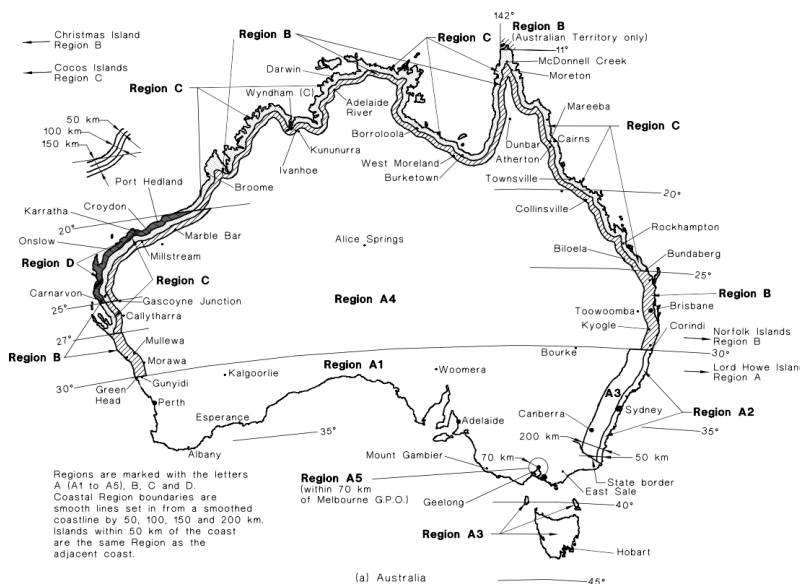 Christmas Island
Region B
Cocos Islands
Region C
Region B
142°
Region B
(Australian Territory only)
11°
Region C
McDonnell Creek
Moreton
Darwin
Wyndham (C)
Region C
Adelaide
River
Mareeba
50 km
100 km
150 km
Borroloola
Dunbar
Cairns
Region C
Kununurra
Atherton
Ivanhoe
West Moreland
Burketown
Townsville
Port Hedland
Broome
20°
Croydon
Collinsville
Karratha
20°
Marble Bar
Rockhampton
Onslow
Alice Springs
Biloela
Millstream
Bundaberg
Region D
25°
Region C
Carnarvon
Gascoyne Junction
Region A4
Region B
25°
Toowoomba
Brisbane
Callytharra
Kyogle
Corindi
27°
Norfolk Islands
Region B
Mullewa
Region B
Bourke
30°
Morawa
Region A1
Woomera
Lord Howe Islan
Region A
30°
Gunyidi
Kalgoorlie
Green
Head
A3
Perth
Canberra
Sydney
Region A2
Esperance
Adelaide
35°
35°
200 km
Albany
Mount Gambier
70 km
50 km
Regions are marked with the letters
A (A1 to A5), B, C and D.
Coastal Region boundaries are
smooth lines set in from a smoothed
coastline by 50, 100, 150 and 200 km.
Islands within 50 km of the coast
are the same Region as the
adjacent coast.
Region A5
(within 70 km
of Melbourne G.P.O.)
State border
East Sale
Geelong
40°
Region A3
Hobart
(a) Australia
45°